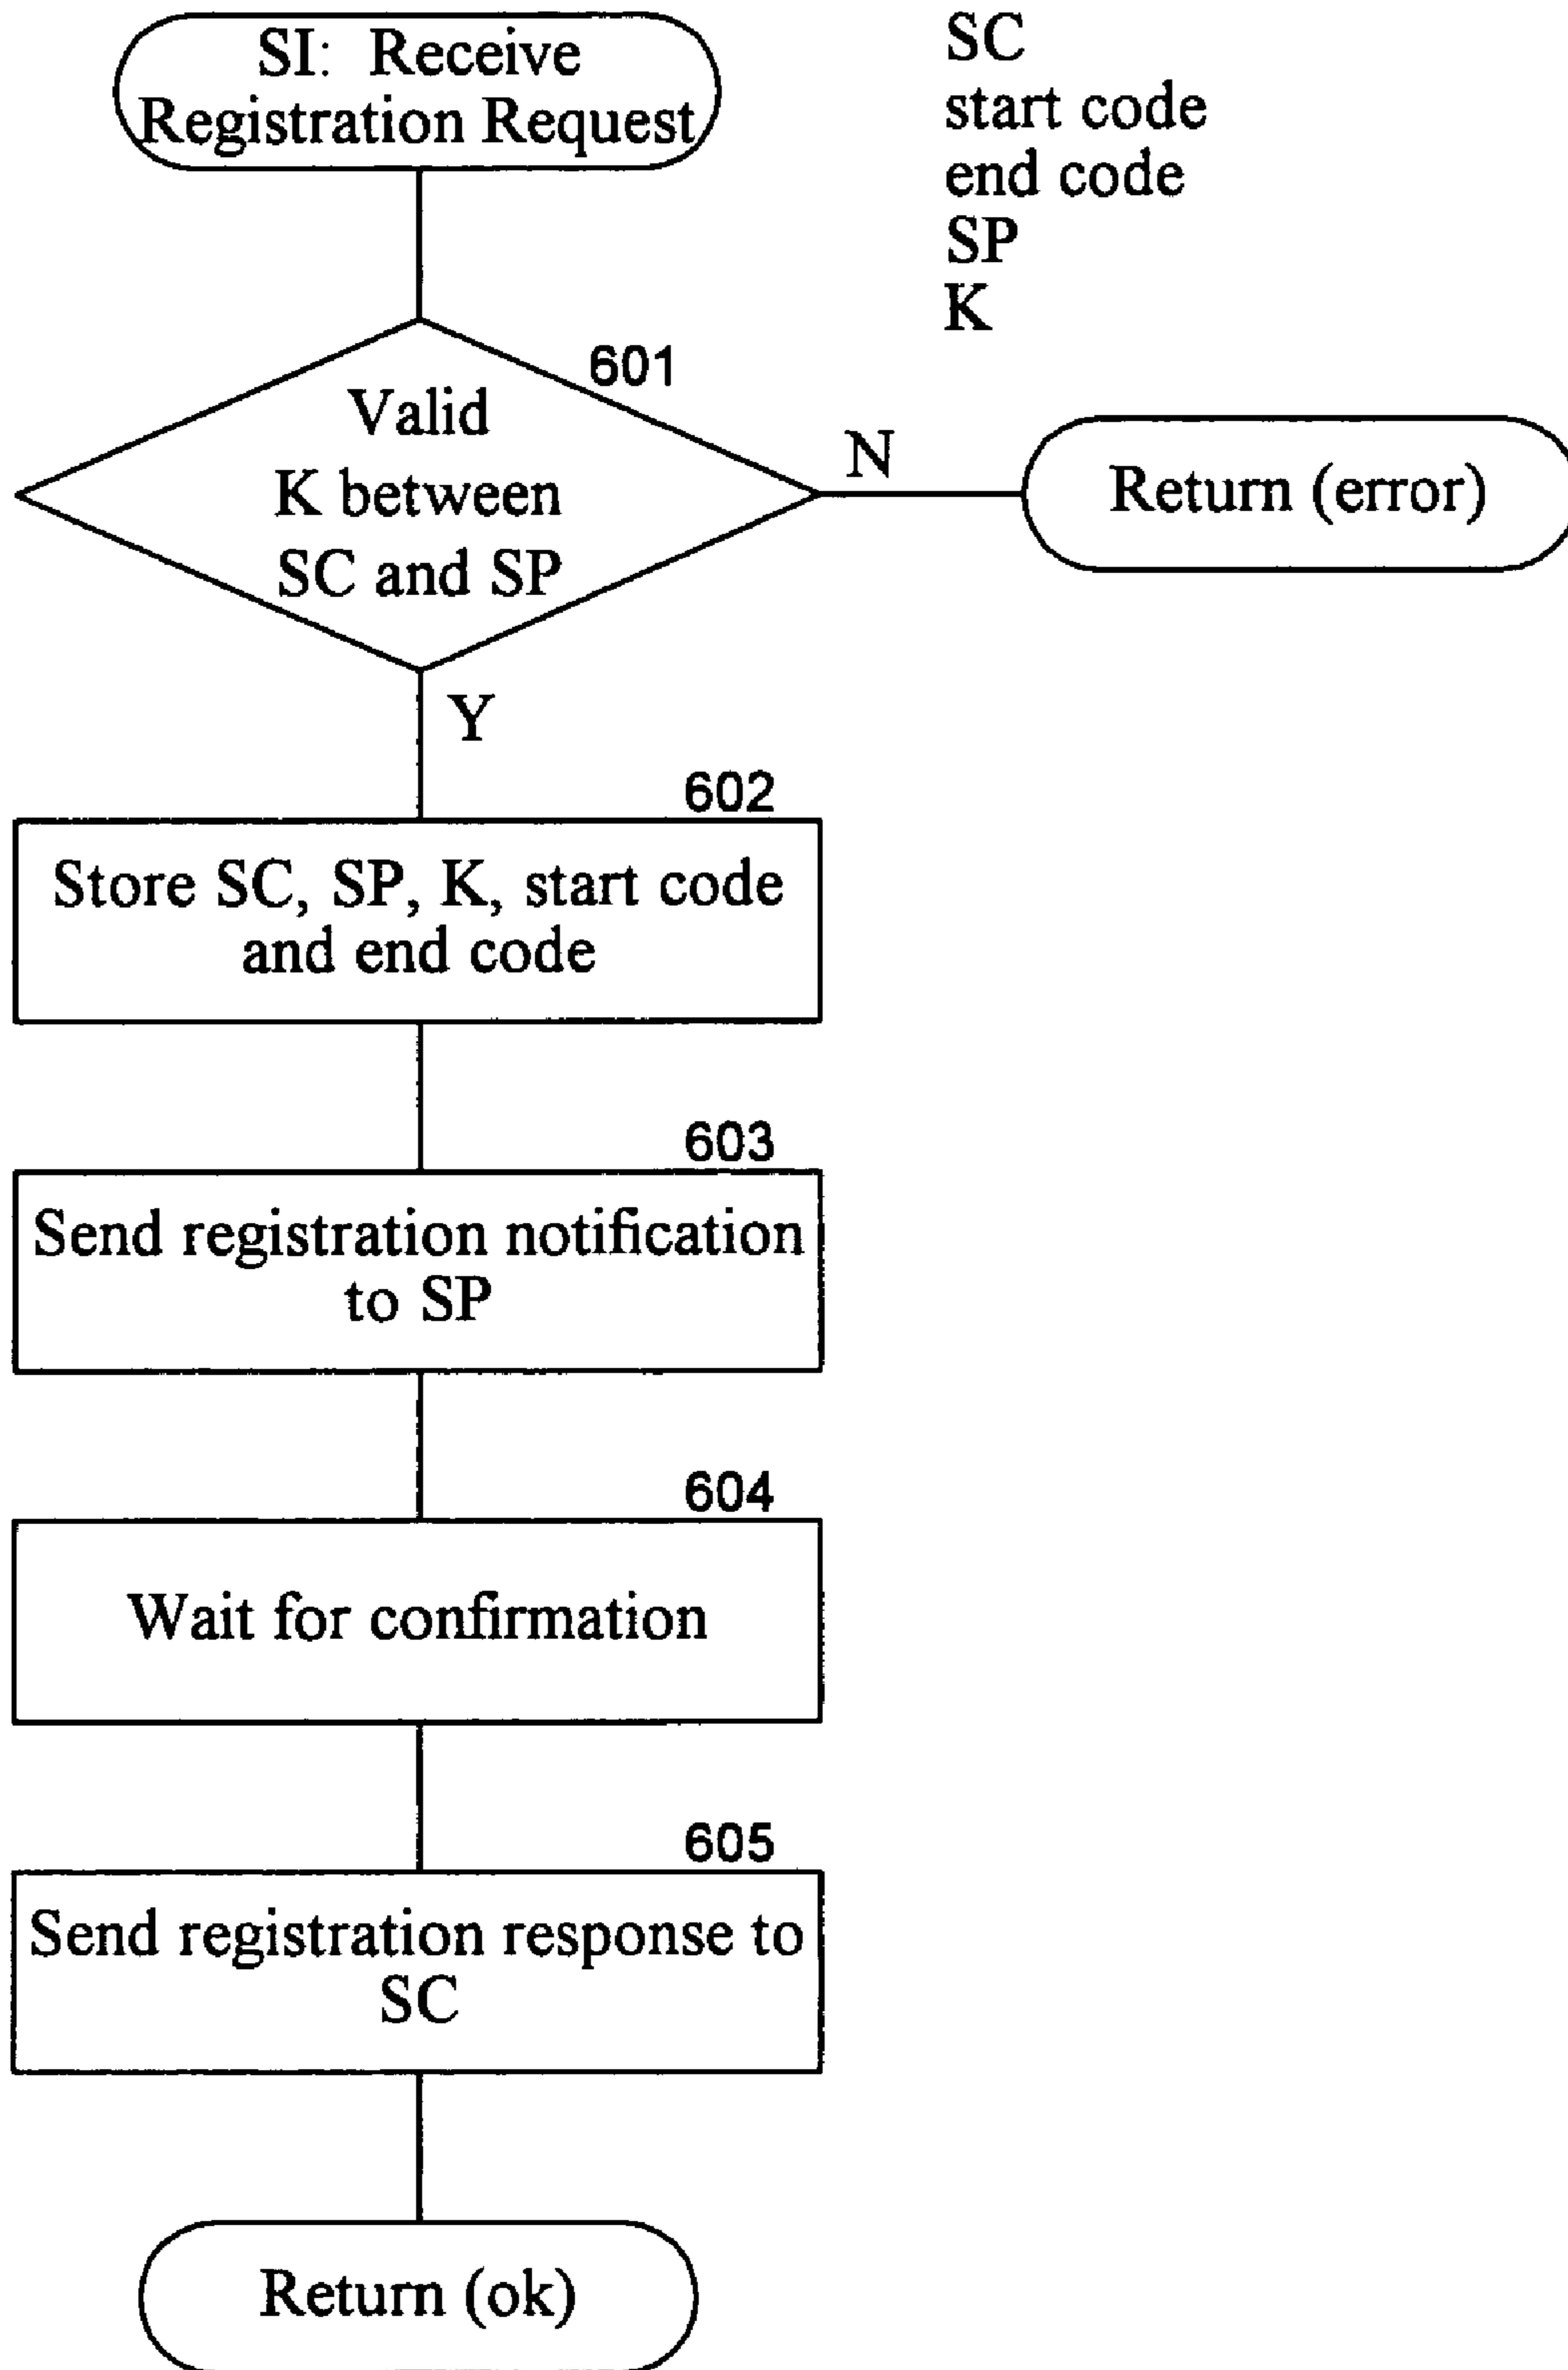 SI: Receive
Registration Request
SC
start code
end code
SP
K
601
Valid
K between
SC and SP
N
Return (error)
Y
602
Store SC, SP, K, start code
and end code
603
Send registration notification
to SP
604
Wait for confirmation
605
Send registration response to
SC
Return (ok)